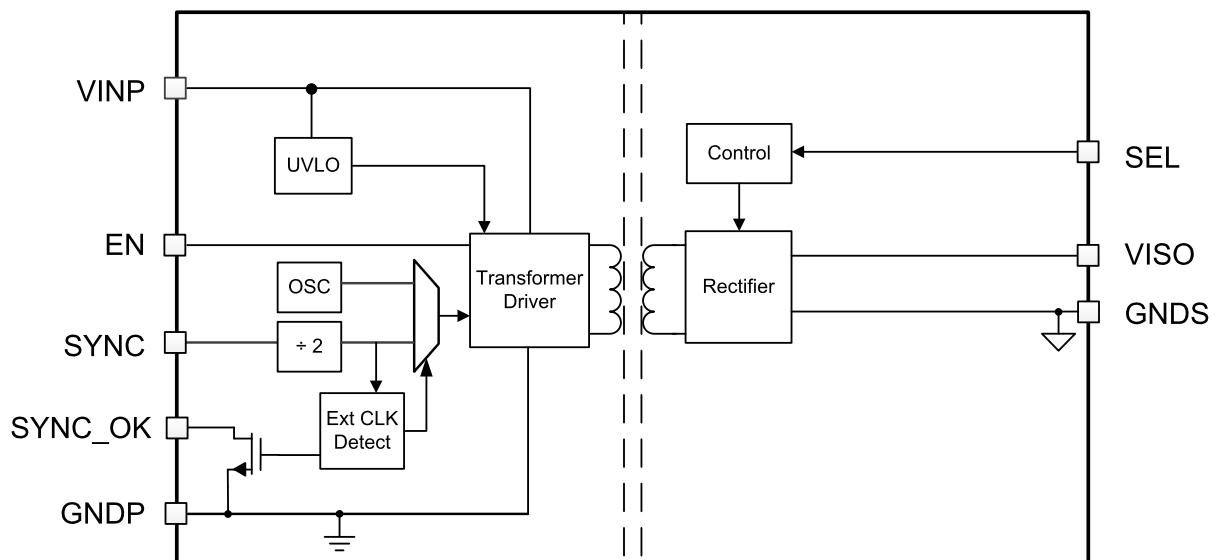 VINP
UVLO
Control
SEL
EN
Transformer
Driver
Rectifier
VISO
OSC
GNDS
SYNC
÷ 2
SYNC_OK
Ext CLK
Detect
GNDP